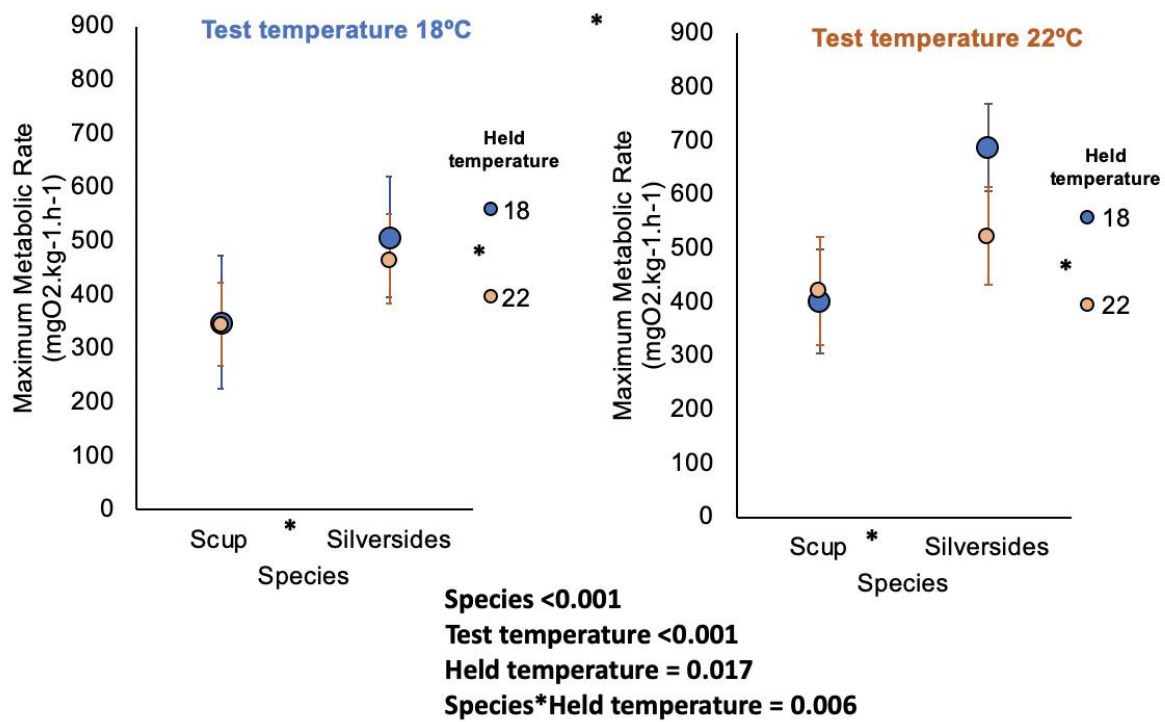 Test temperature 18ºC
900
800
700
600
500
400
300
200
100
0
Maximum Metabolic Rate
(mgO2.kg-1.h-1)
Held
temperature
18
*
22
Scup * Silversides
Species
*
Test temperature 22ºC
900
800
700
600
500
400
300
200
100
0
Maximum Metabolic Rate
(mgO2.kg-1.h-1)
Held
temperature
18
*
22
Scup * Silversides
Species
Species <0.001
Test temperature <0.001
Held temperature = 0.017
Species*Held temperature = 0.006